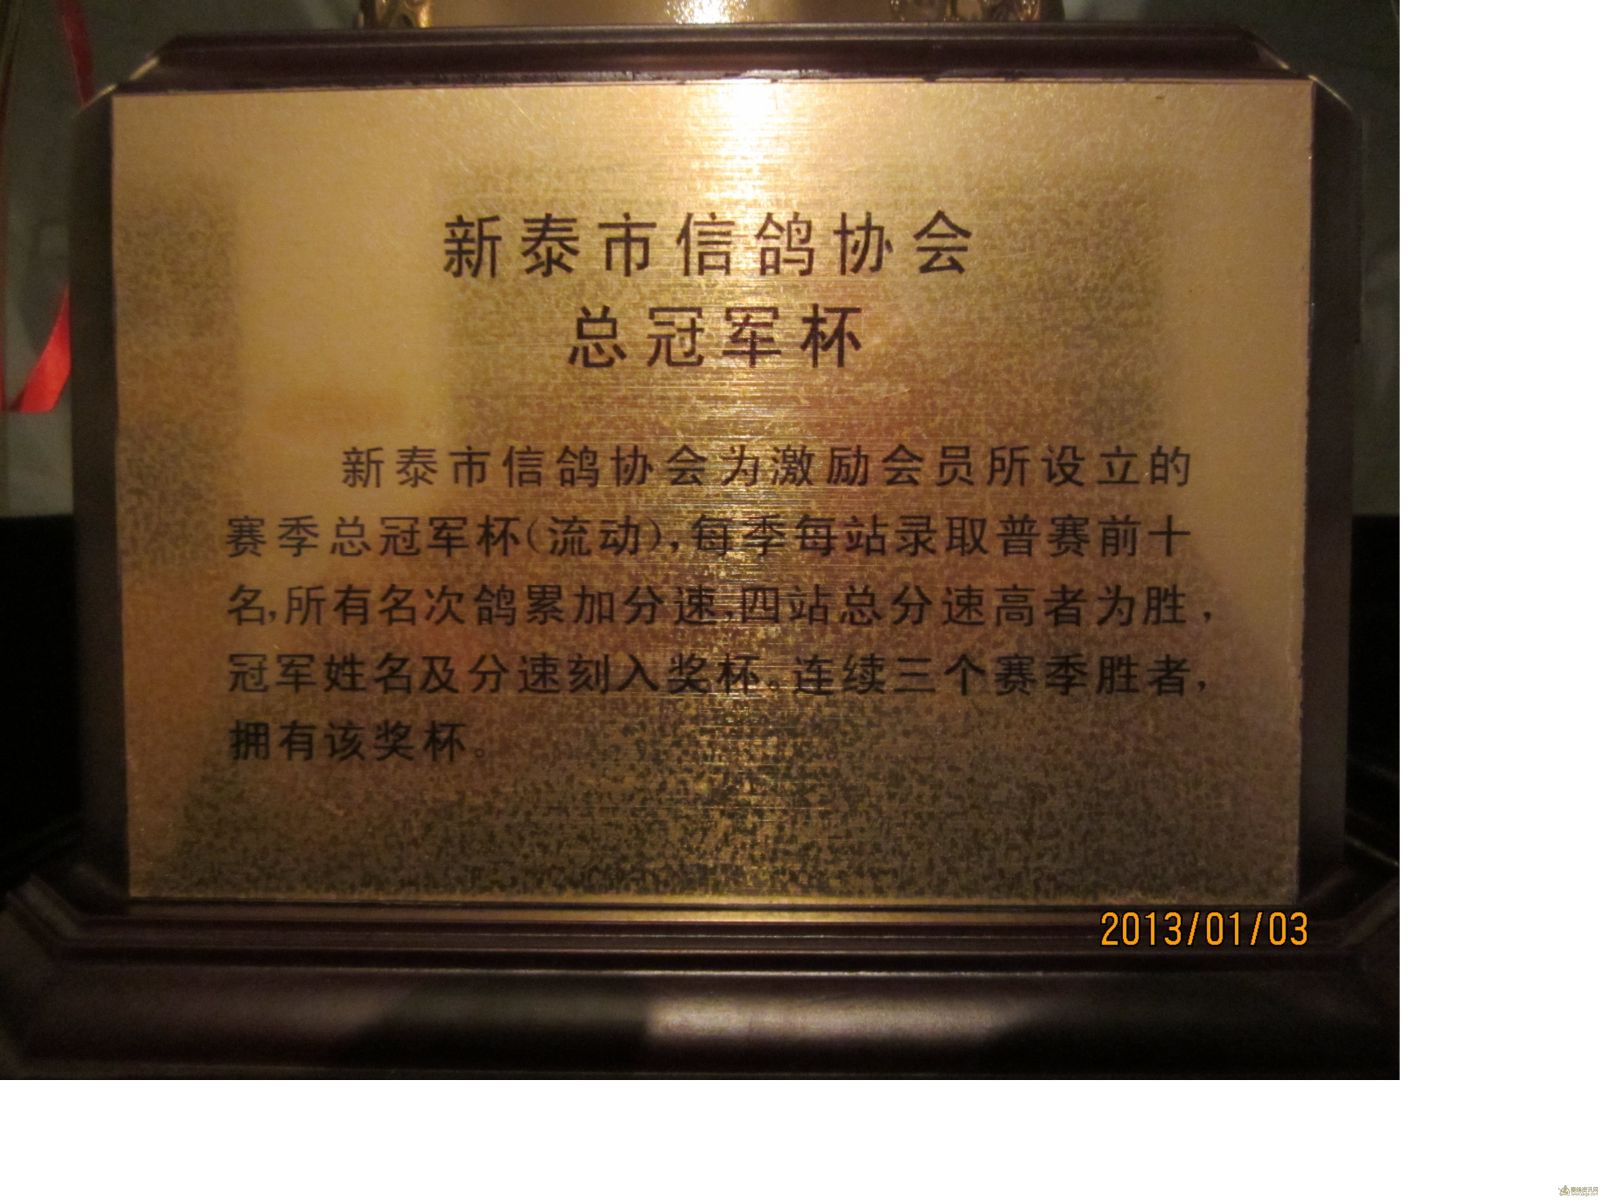 新泰市信鸽协会
总冠军杯
新泰市信鸽协会为激励会员所设立的
赛季总冠军杯(流动),每季每站录取普赛前十
名,所有名次鸽累加分速,四站总分速高者为胜,
冠军姓名及分速刻入奖杯。连续三个赛季胜者,
拥有该奖杯。
2013/01/03